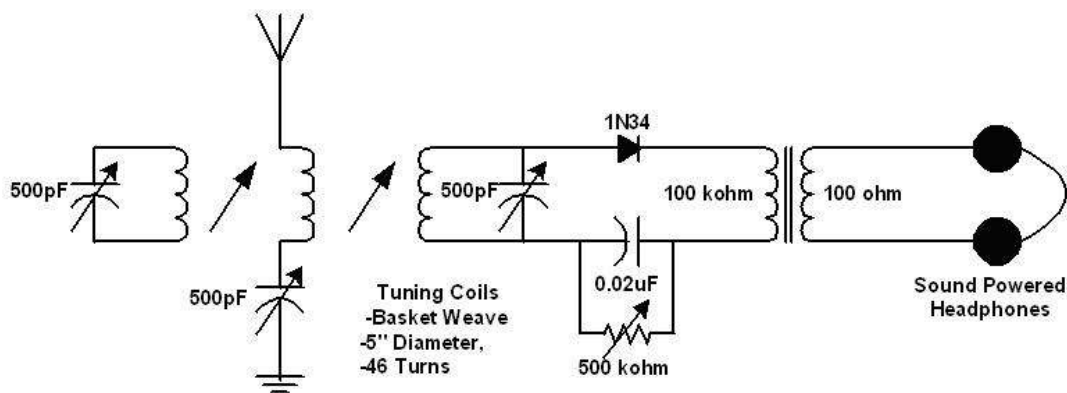 1N34
500pF
500pF
100 kohm
100 ohm
500pF
0.02uF
Tuning Coils
-Basket Weave
-5" Diameter,
-46 Turns
500 kohm
Sound Powered
Headphones